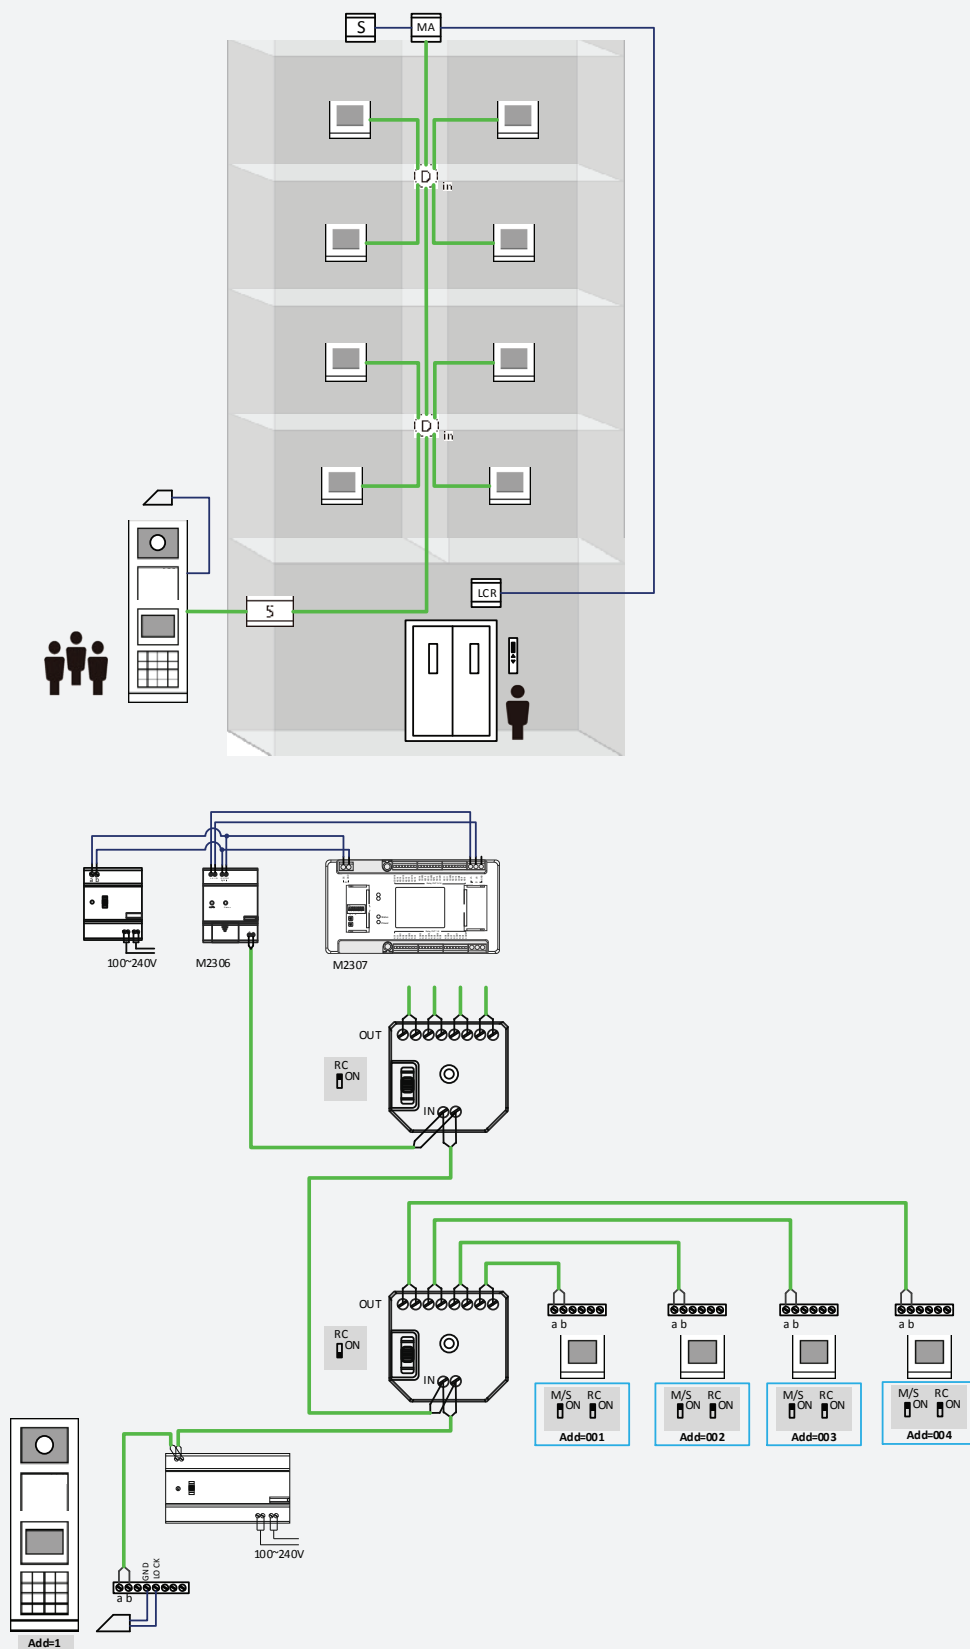 S
MA
D
in
D
in
LCR
S
100~240V
M2306
M2307
OUT
RC
ON
IN
OUT
RC
ON
IN
a b
a b
a b
a b
M/S
ON
RC
ON
Add=001
M/S
ON
RC
ON
Add=002
M/S
ON
RC
ON
Add=003
M/S
ON
RC
ON
Add=004
100~240V
GND
LOCK
a b
Add=1